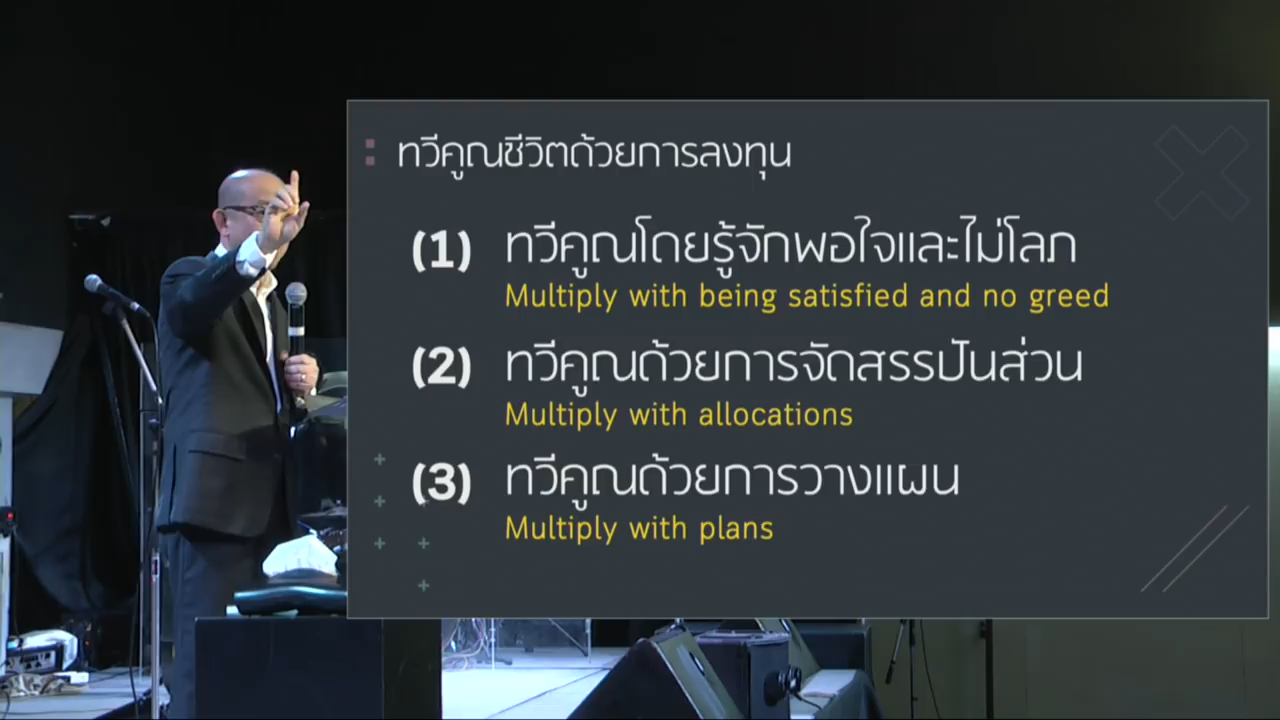 ทวีคูณชีวิตด้วยการลงทุน
(1) ทวีคูณโดยรู้จักพอใจและไม่โลภ
Multiply with being satisfied and no greed
(2) ทวีคูณด้วยการจัดสรรปันส่วน
Multiply with allocations
(3) ทวีคูณด้วยการวางแผน
Multiply with plans